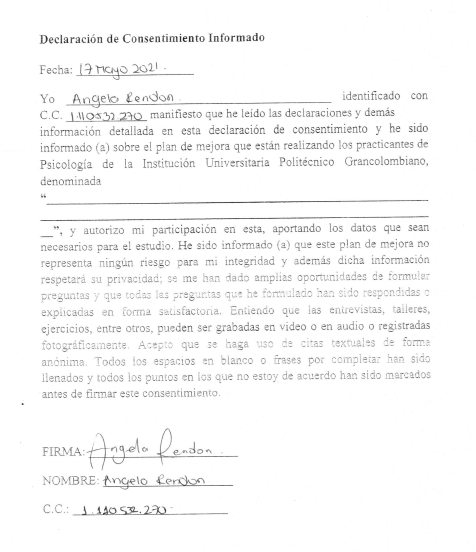 Declaración de Consentimiento Informado
Fecha: 17 Mayo 2021.
Yo Angelo Rendon. identificado con
C.C. 1.110532.270 manifiesto que he leído las declaraciones y demás
información detallada en esta declaración de consentimiento y he sido
informado (a) sobre el plan de mejora que están realizando los practicantes de
Psicología de la Institución Universitaria Politécnico Grancolombiano,
denominada
“
__”, y autorizo mi participación en esta, aportando los datos que sean
necesarios para el estudio. He sido informado (a) que este plan de mejora no
representa ningún riesgo para mi integridad y además dicha información
respetará su privacidad; se me han dado amplias oportunidades de formular
preguntas y que todas las preguntas que he formulado han sido respondidas o
explicadas en forma satisfactoria. Entiendo que las entrevistas, talleres,
ejercicios, entre otros, pueden ser grabadas en video o en audio o registradas
fotográficamente. Acepto que se haga uso de citas textuales de forma
anónima. Todos los espacios en blanco o frases por completar han sido
llenados y todos los puntos en los que no estoy de acuerdo han sido marcados
antes de firmar este consentimiento.
FIRMA: Angelo Rendon.
NOMBRE: Angelo Rendon
C.C.: 1.110532.270.